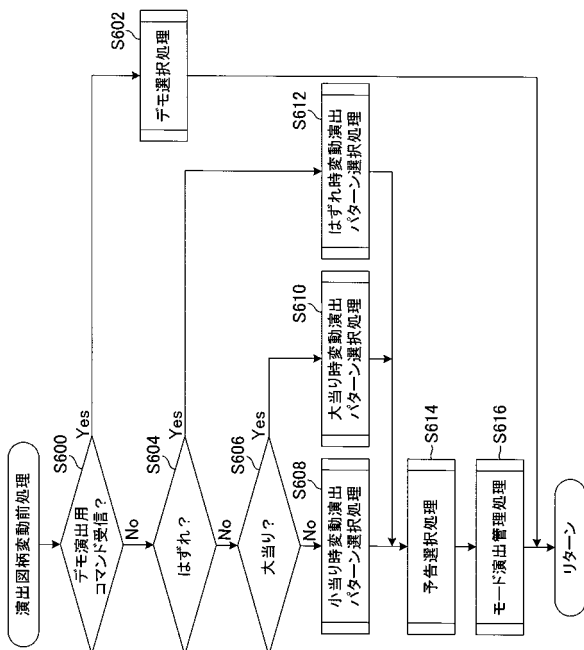 演出図柄変動前処理
S600
デモ演出用
コマンド受信？
Yes
No
S602
デモ選択処理
S604
はずれ？
Yes
No
S606
大当り？
Yes
No
S608
小当り時変動演出
パターン選択処理
S610
大当り時変動演出
パターン選択処理
S612
はずれ時変動演出
パターン選択処理
S614
予告選択処理
S616
モード演出管理処理
リターン